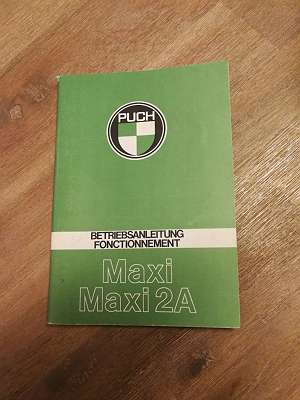 PUCH
BETRIEBSANLEITUNG
FONCTIONNEMENT
Maxi
Maxi 2A